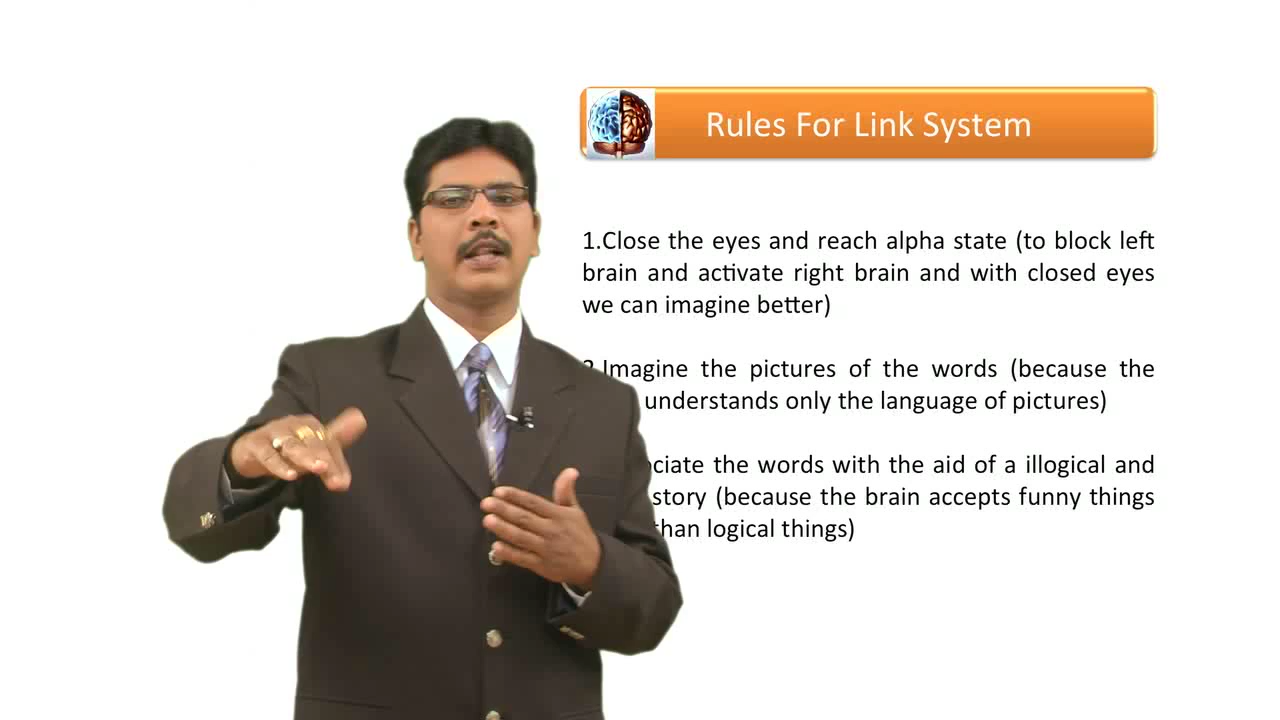 Rules For Link System
1.Close the eyes and reach alpha state (to block left
brain and activate right brain and with closed eyes
we can imagine better)
Imagine the pictures of the words (because the
understands only the language of pictures)
the words with the aid of a illogical and
story (because the brain accepts funny things
than logical things)